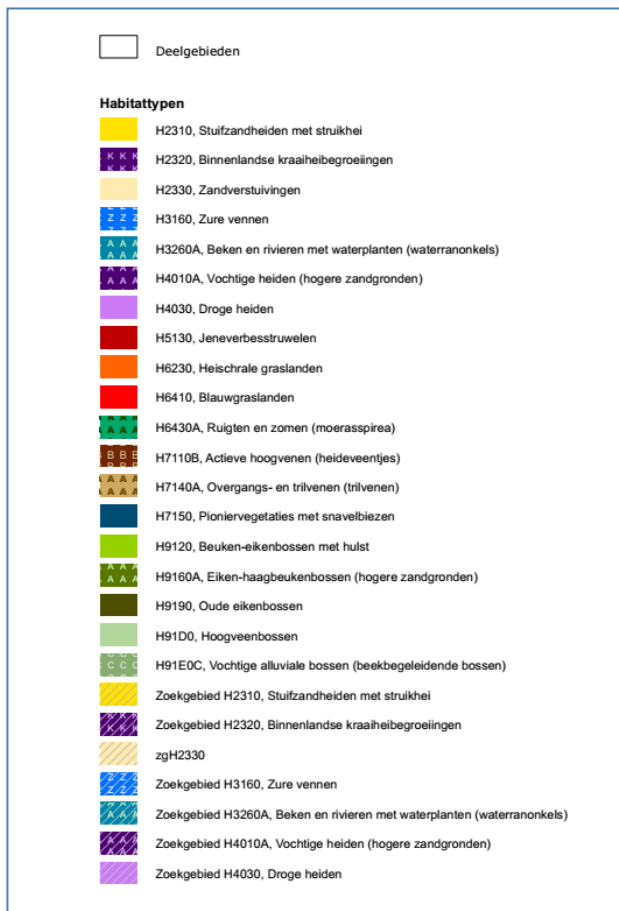 Deelgebieden
Habitattypen
H2310, Stuifzandheiden met struikhei
K K K
K K K
H2320, Binnenlandse kraaiheibegroeiingen
H2330, Zandverstuivingen
Z Z Z
Z Z Z
H3160, Zure vennen
A A A
A A A
H3260A, Beken en rivieren met waterplanten (waterranonkels)
A A A
A A A
H4010A, Vochtige heiden (hogere zandgronden)
H4030, Droge heiden
H5130, Jeneverbesstruwelen
H6230, Heischrale graslanden
H6410, Blauwgraslanden
A A A
H6430A, Ruigten en zomen (moerasspirea)
B B B
H7110B, Actieve hoogvenen (heideveentjes)
A A A
A A A
H7140A, Overgangs- en trilvenen (trilvenen)
H7150, Pioniervegetaties met snavelbiezen
H9120, Beuken-eikenbossen met hulst
A A A
A A A
H9160A, Eiken-haagbeukenbossen (hogere zandgronden)
H9190, Oude eikenbossen
H91D0, Hoogveenbossen
C C C
H91E0C, Vochtige alluviale bossen (beekbegeleidende bossen)
Zoekgebied H2310, Stuifzandheiden met struikhei
K K K
Zoekgebied H2320, Binnenlandse kraaiheibegroeiingen
zgH2330
Z Z Z
Z Z Z
Zoekgebied H3160, Zure vennen
A A A
Zoekgebied H3260A, Beken en rivieren met waterplanten (waterranonkels)
A A A
A A A
Zoekgebied H4010A, Vochtige heiden (hogere zandgronden)
Zoekgebied H4030, Droge heiden